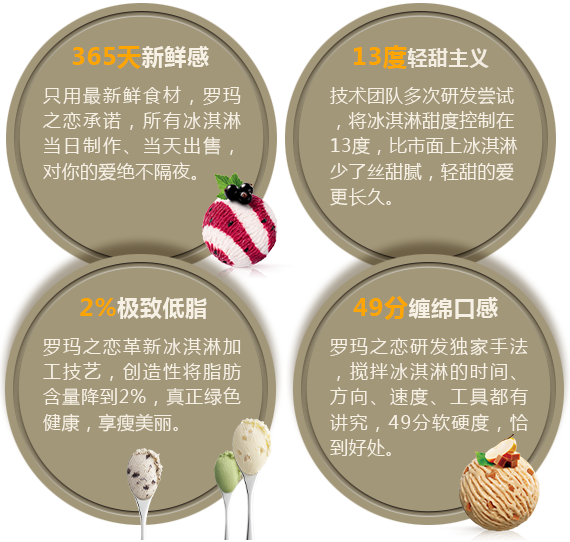 365天新鲜感
只用最新鲜食材，罗玛
之恋承诺，所有冰淇淋
当日制作、当天出售，
对你的爱绝不隔夜。
13度轻甜主义
技术团队多次研发尝试
，将冰淇淋甜度控制在
13度，比市面上冰淇淋
少了丝甜腻，轻甜的爱
更长久。
2%极致低脂
罗玛之恋革新冰淇淋加
工技艺，创造性将脂肪
含量降到2%，真正绿色
健康，享瘦美丽。
49分缠绵口感
罗玛之恋研发独家手法
，搅拌冰淇淋的时间、
方向、速度、工具都有
讲究，49分软硬度，恰
到好处。